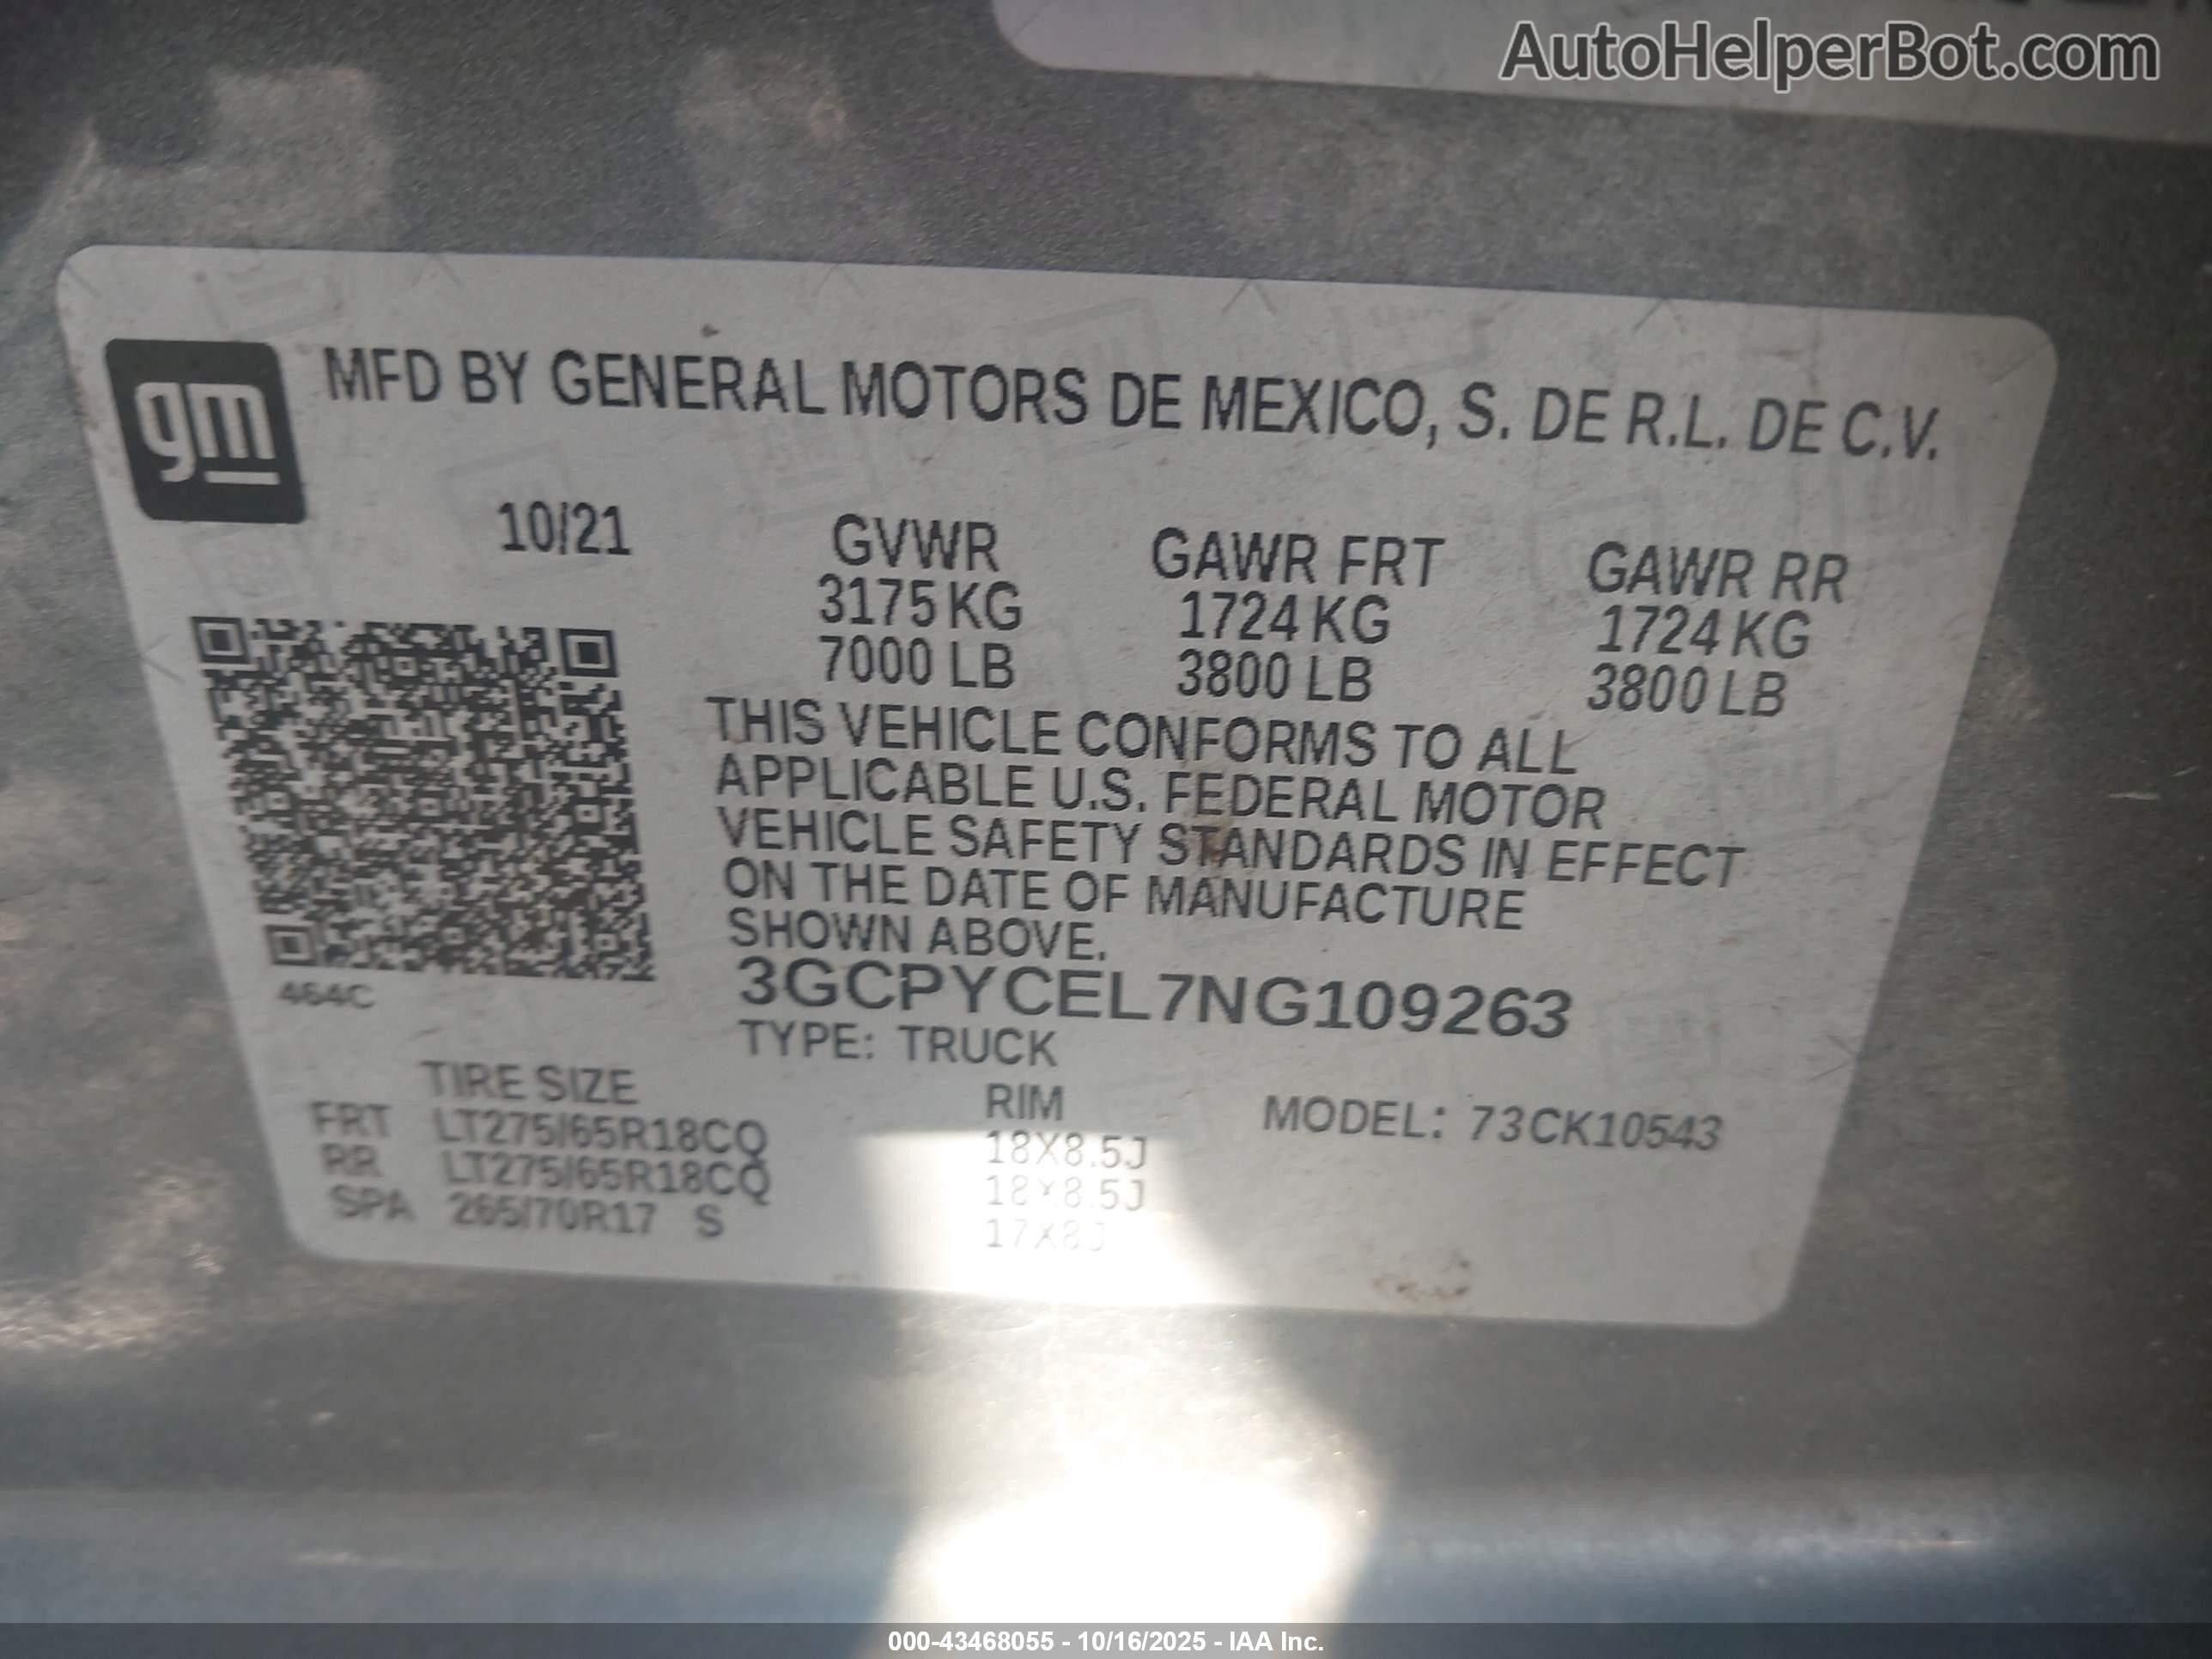 AutoHelperBot.com
gm
MFD BY GENERAL MOTORS DE MEXICO, S. DE R.L. DE C.V.
10/21 GVWR GAWR FRT GAWR RR
3175 KG 1724 KG 1724 KG
7000 LB 3800 LB 3800 LB
THIS VEHICLE CONFORMS TO ALL
APPLICABLE U.S. FEDERAL MOTOR
VEHICLE SAFETY STANDARDS IN EFFECT
ON THE DATE OF MANUFACTURE
SHOWN ABOVE.
464C
3GCPYCEL7NG109263
TYPE: TRUCK
TIRE SIZE RIM MODEL: 73CK10543
FRT LT275/65R18CQ 18X8.5J
RR LT275/65R18CQ 18X8.5J
SPA 265/70R17 S 17X8J
000-43468055 - 10/16/2025 - IAA Inc.